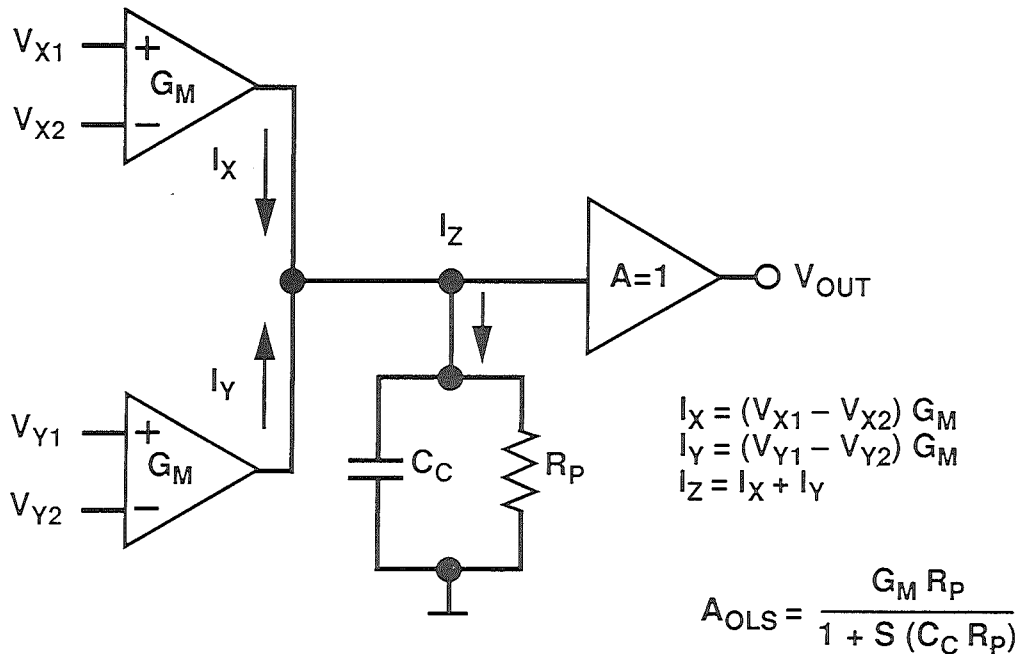 V_X1
+
G_M
V_X2
−
I_X
I_Z
A=1
V_OUT
I_Y
V_Y1
+
G_M
V_Y2
−
C_C
R_P
I_X = (V_X1 – V_X2) G_M
I_Y = (V_Y1 – V_Y2) G_M
I_Z = I_X + I_Y
A_OLS = G_M R_P / 1 + S (C_C R_P)